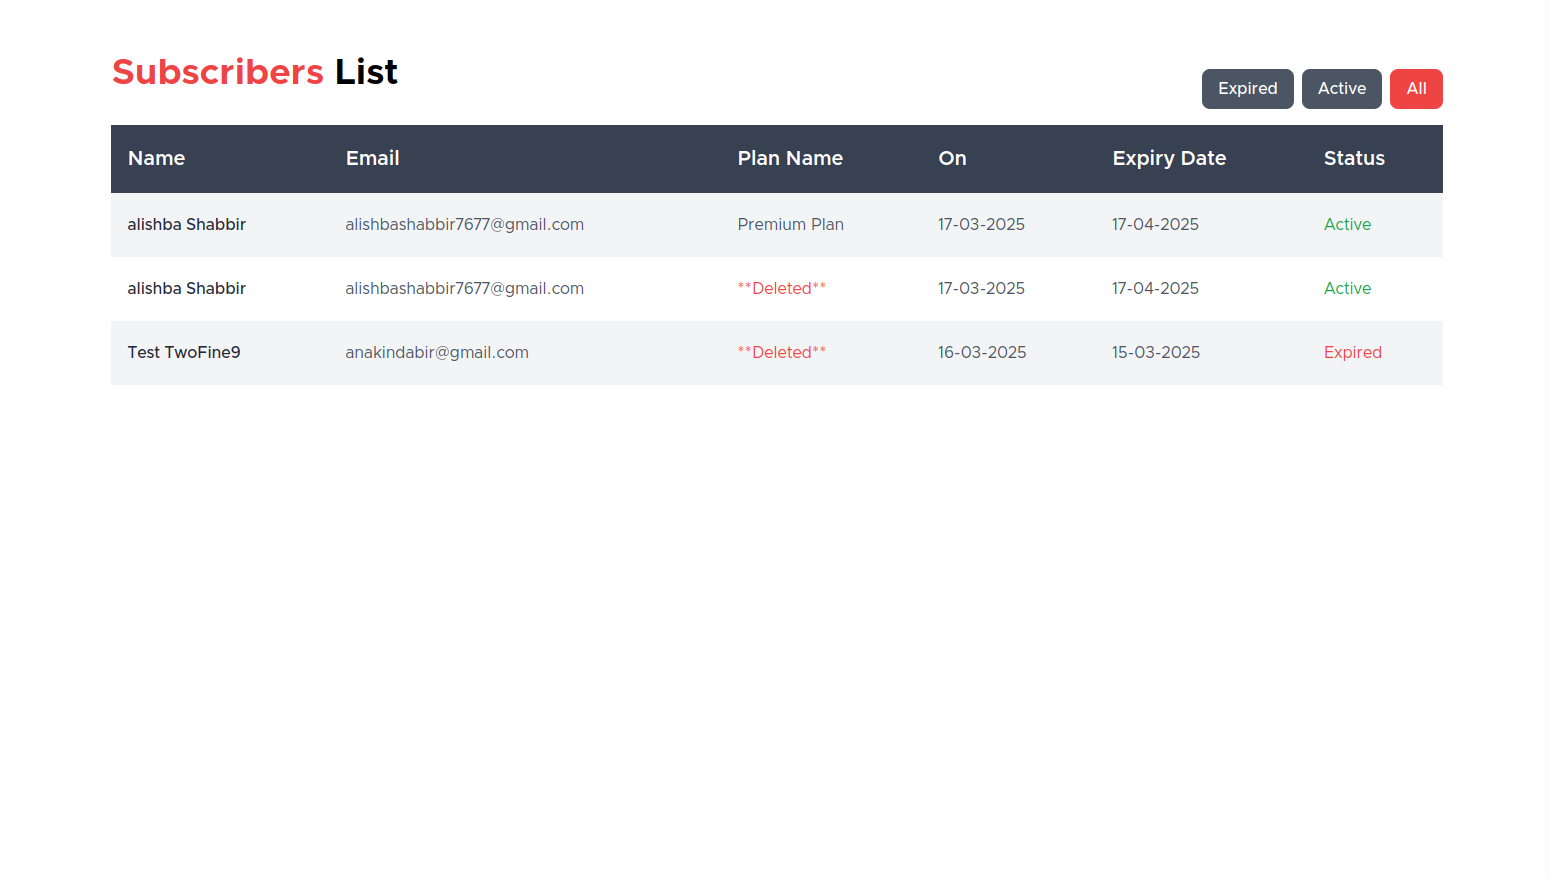 Subscribers List
Expired Active All
Name Email Plan Name On Expiry Date Status
alishba Shabbir alishbashabbir7677@gmail.com Premium Plan 17-03-2025 17-04-2025 Active
alishba Shabbir alishbashabbir7677@gmail.com **Deleted** 17-03-2025 17-04-2025 Active
Test TwoFine9 anakindabir@gmail.com **Deleted** 16-03-2025 15-03-2025 Expired